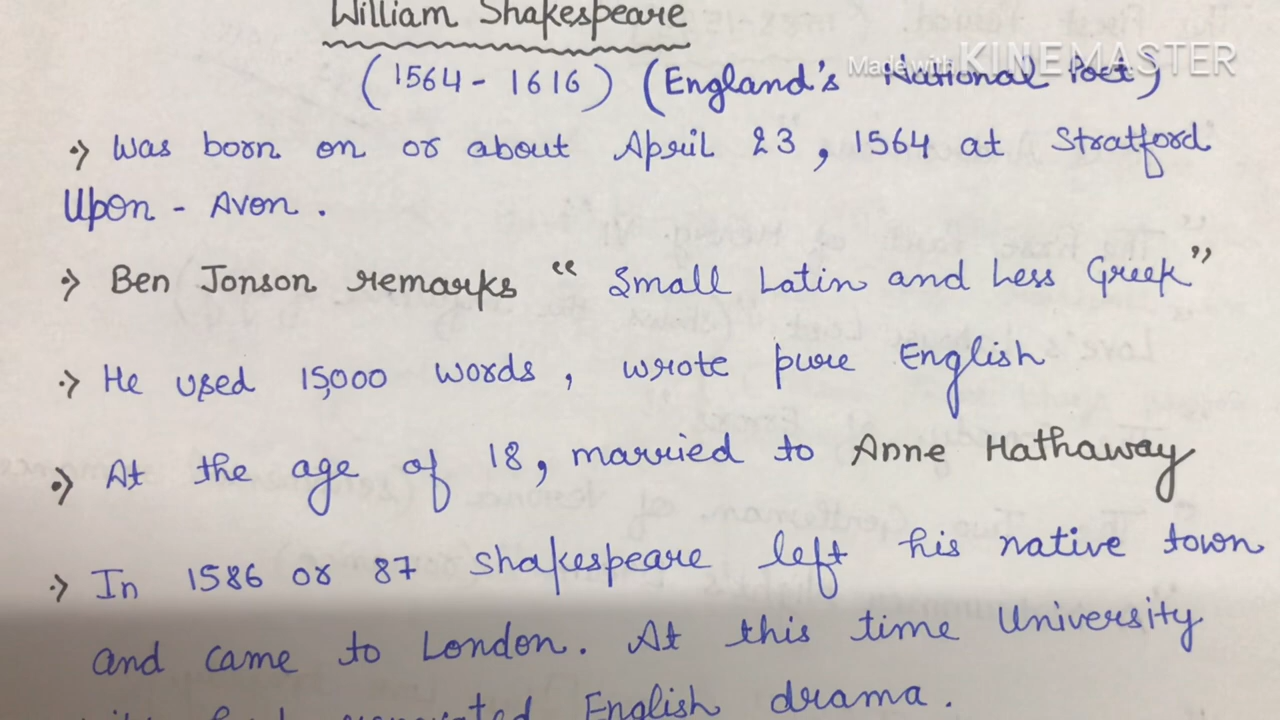 William Shakespeare
(1564 - 1616) (England's National Poet)
Made with KINEMASTER
→ Was born on or about April 23, 1564 at Stratford
Upon - Avon.
→ Ben Jonson remarks “ Small Latin and Less Greek”
→ He used 15,000 words, wrote pure English
→ At the age of 18, married to Anne Hathaway
→ In 1586 or 87 Shakespeare left his native town
and came to London. At this time University
English drama.